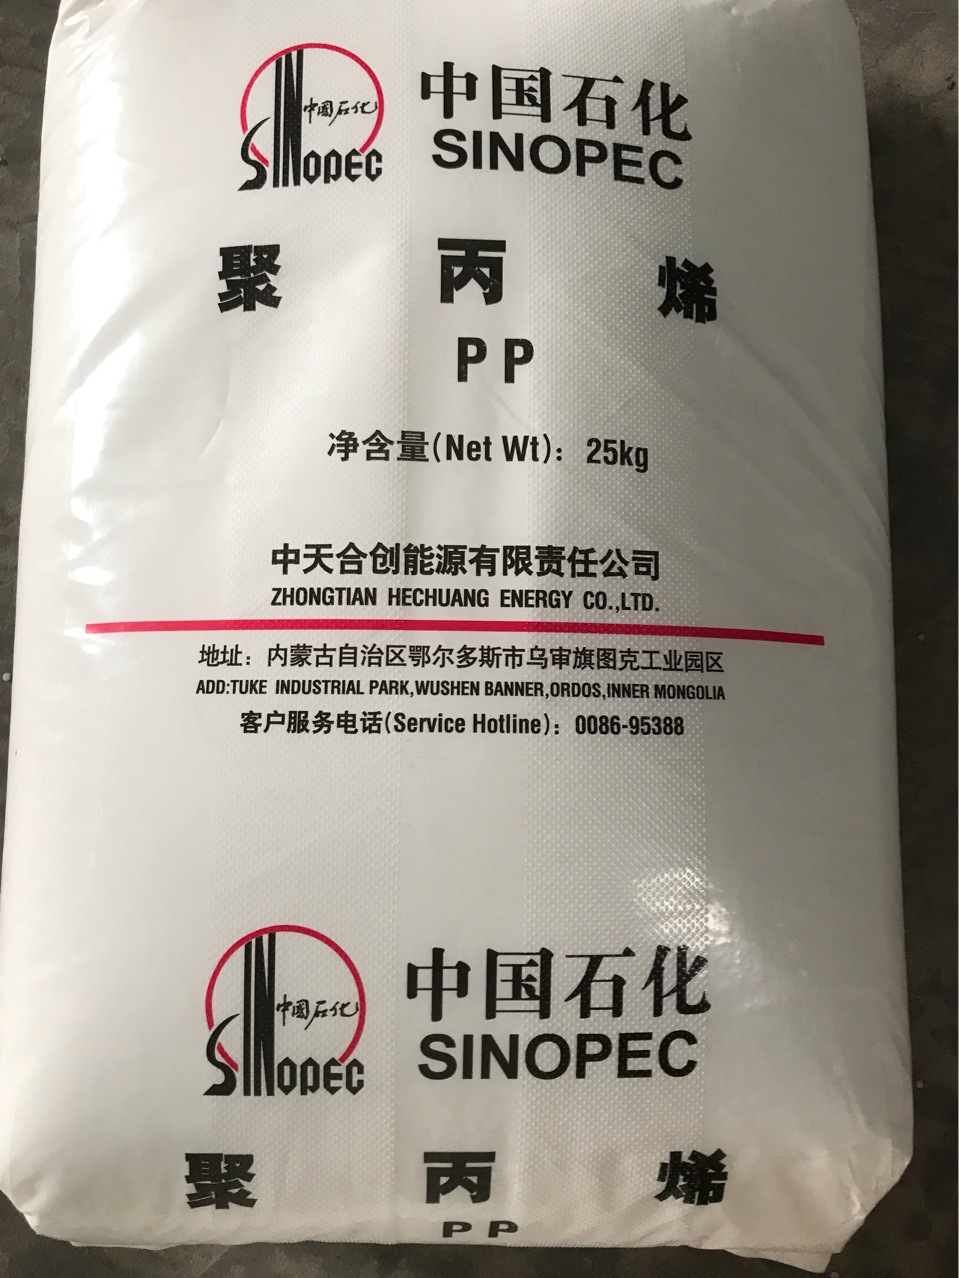 中国石化
SINOPEC
中国石化
SINOPEC
聚 丙 烯
PP
净含量(Net Wt)：25kg
中天合创能源有限责任公司
ZHONGTIAN HECHUANG ENERGY CO.,LTD.
地址：内蒙古自治区鄂尔多斯市乌审旗图克工业园区
ADD:TUKE INDUSTRIAL PARK,WUSHEN BANNER,ORDOS,INNER MONGOLIA
客户服务电话(Service Hotline)：0086-95388
中国石化
SINOPEC
中国石化
SINOPEC
聚 丙 烯
PP